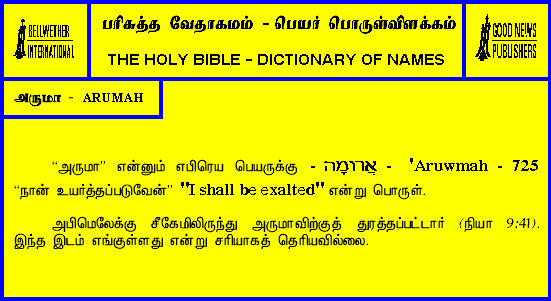 BELLWETHER
INTERNATIONAL
பரிசுத்த வேதாகமம் - பெயர் பொருள்விளக்கம்
THE HOLY BIBLE - DICTIONARY OF NAMES
GOOD NEWS
PUBLISHERS
அருமா - ARUMAH
“அருமா” என்னும் எபிரெய பெயருக்கு - אֲרוּמָה - 'Aruwmah - 725
“நான் உயர்த்தப்படுவேன்” "I shall be exalted" என்று பொருள்.
அபிமெலேக்கு சீகேமிலிருந்து அருமாவிற்குத் துரத்தப்பட்டார் (நியா 9:41).
இந்த இடம் எங்குள்ளது என்று சரியாகத் தெரியவில்லை.